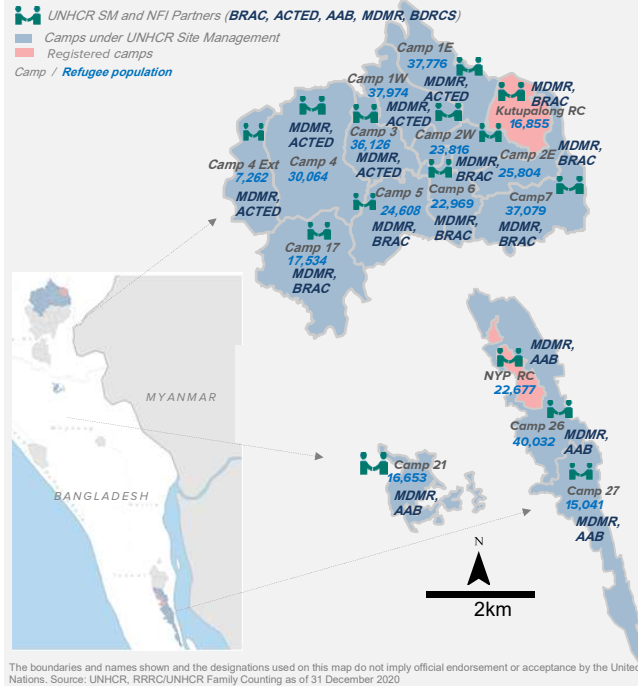 UNHCR SM and NFI Partners (BRAC, ACTED, AAB, MDMR, BDRCS)
Camps under UNHCR Site Management
Registered camps
Camp / Refugee population
Camp 1E
37,776
MDMR,
ACTED
Camp 1W
37,974
MDMR,
ACTED
MDMR,
BRAC
Kutupalong RC
16,855
MDMR,
ACTED
Camp 3
36,126
MDMR,
ACTED
Camp 2W
23,816
MDMR,
BRAC
Camp 2E
25,804
MDMR,
BRAC
Camp 4 Ext
7,262
MDMR,
ACTED
Camp 4
30,064
Camp 5
24,608
MDMR,
BRAC
Camp 6
22,969
MDMR,
BRAC
Camp7
37,079
MDMR,
BRAC
Camp 17
17,534
MDMR,
BRAC
MYANMAR
BANGLADESH
MDMR,
AAB
NYP RC
22,677
Camp 26
40,032
MDMR,
AAB
Camp 21
16,653
MDMR,
AAB
Camp 27
15,041
MDMR,
AAB
N
2km
The boundaries and names shown and the designations used on this map do not imply official endorsement or acceptance by the United
Nations. Source: UNHCR, RRRC/UNHCR Family Counting as of 31 December 2020